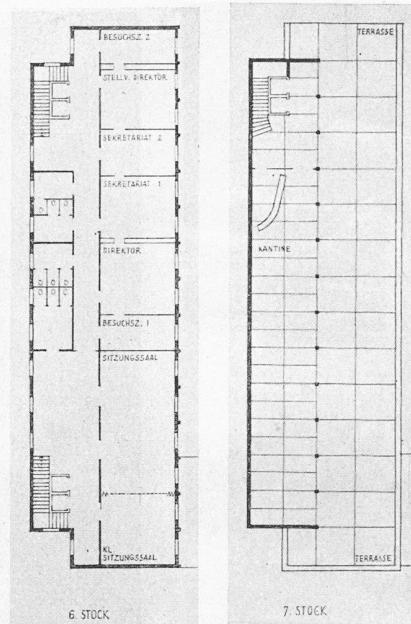 BESUCHSZ. 2
STELLV. DIREKTOR
SEKRETARIAT 2
SEKRETARIAT 1
DIREKTOR
BESUCHSZ. 1
SITZUNGSSAAL
KL.
SITZUNGSSAAL
6. STOCK
TERRASSE
KANTINE
TERRASSE
7. STOCK